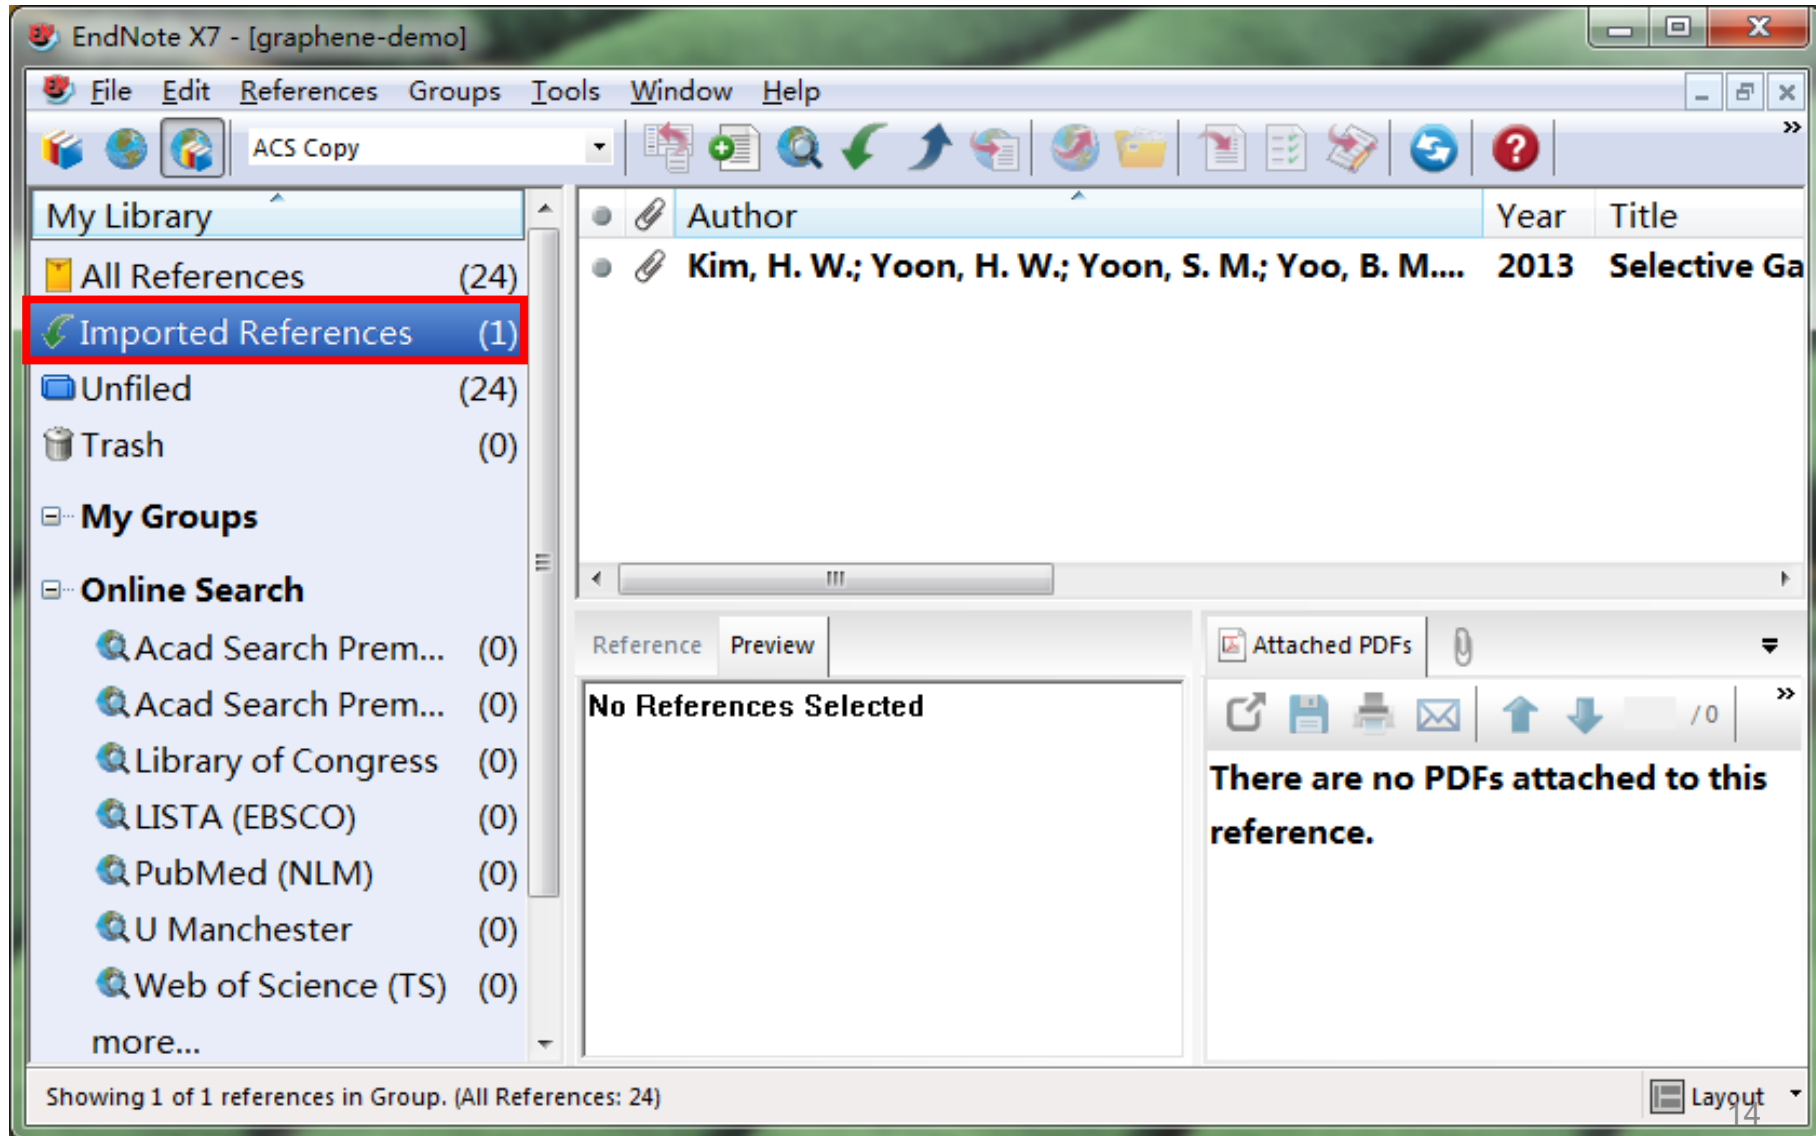 EndNote X7 - [graphene-demo]
File Edit References Groups Tools Window Help
ACS Copy
My Library
All References (24)
Imported References (1)
Unfiled (24)
Trash (0)
My Groups
Online Search
Acad Search Prem... (0)
Acad Search Prem... (0)
Library of Congress (0)
LISTA (EBSCO) (0)
PubMed (NLM) (0)
U Manchester (0)
Web of Science (TS) (0)
more...
Author Year Title
Kim, H. W.; Yoon, H. W.; Yoon, S. M.; Yoo, B. M.... 2013 Selective Ga
Reference Preview
No References Selected
Attached PDFs
/ 0
There are no PDFs attached to this
reference.
Showing 1 of 1 references in Group. (All References: 24)
Layout
14